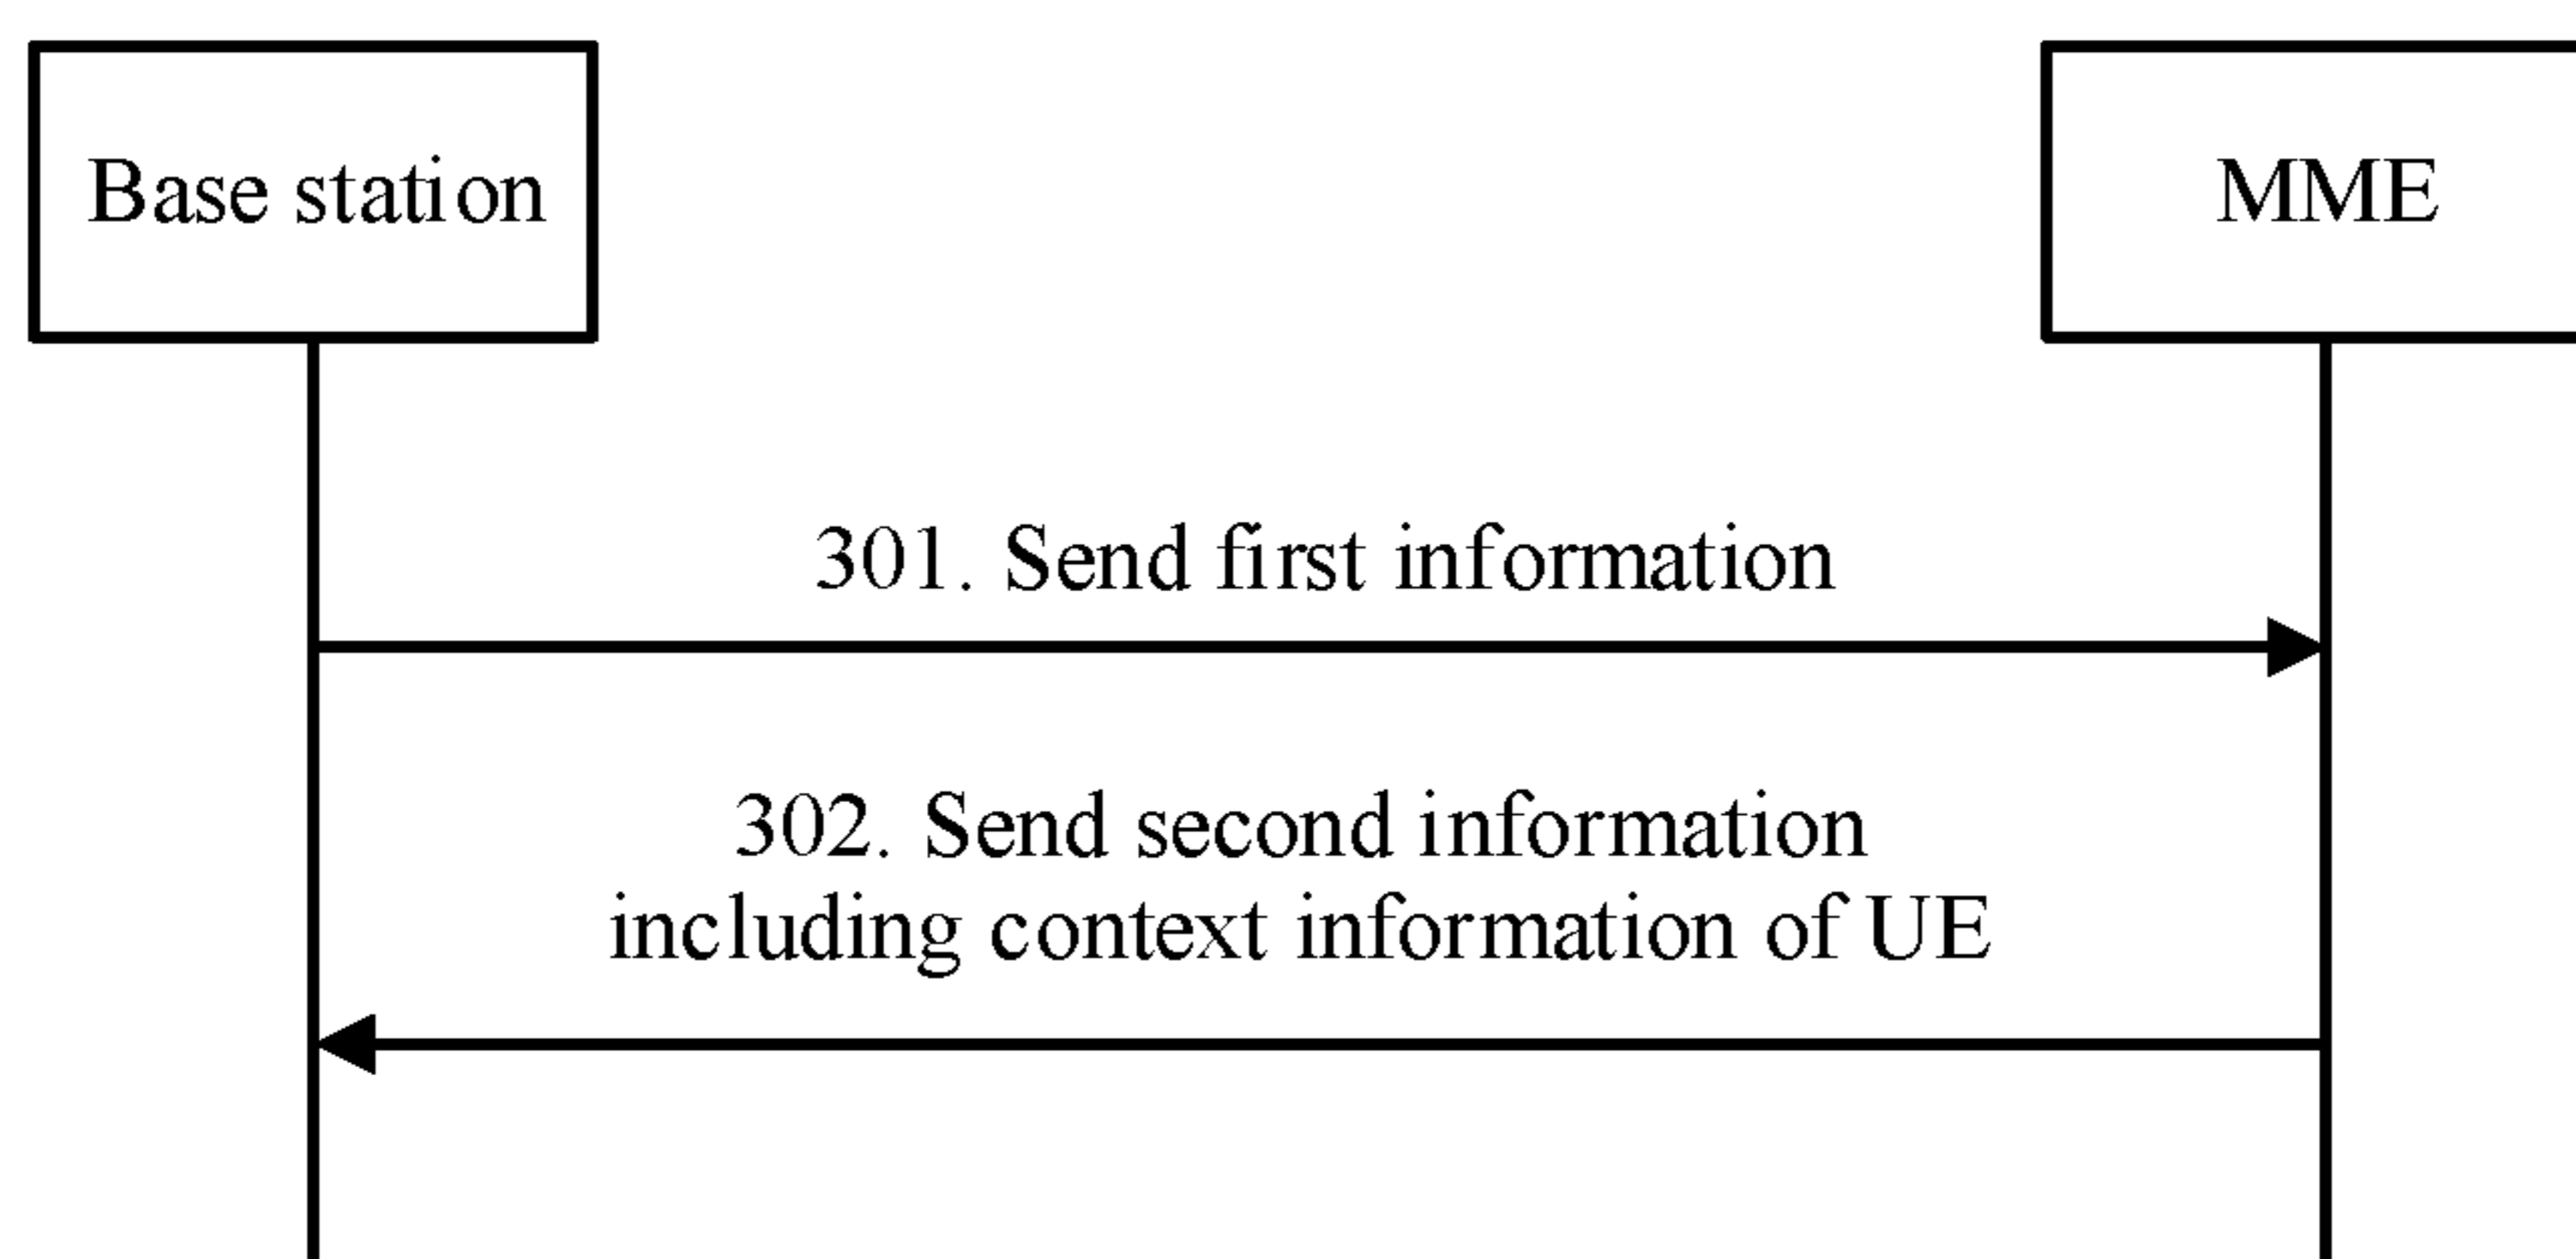 Base station
MME
301. Send first information
302. Send second information
including context information of UE